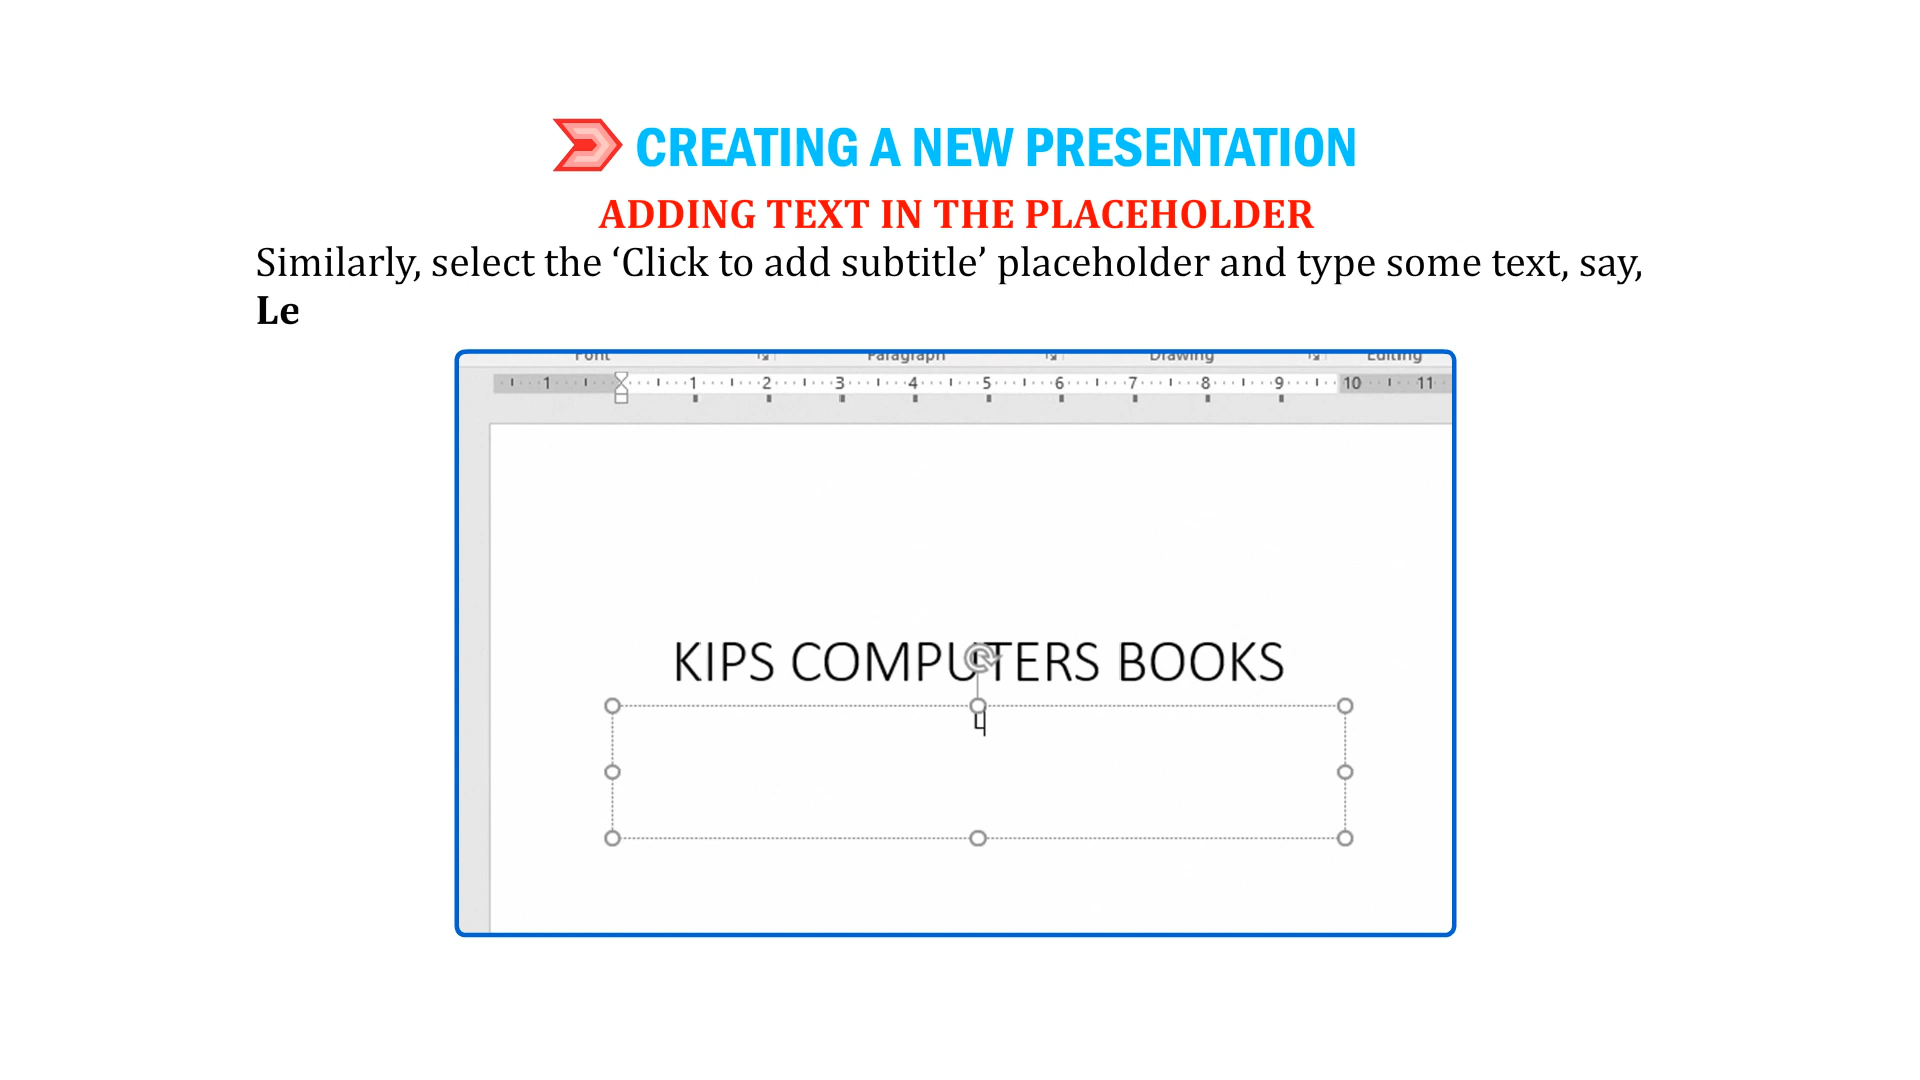 CREATING A NEW PRESENTATION
ADDING TEXT IN THE PLACEHOLDER
Similarly, select the ‘Click to add subtitle’ placeholder and type some text, say,
Le
Font Paragraph Drawing Editing
1 1 2 3 4 5 6 7 8 9 10 11
KIPS COMPUTERS BOOKS